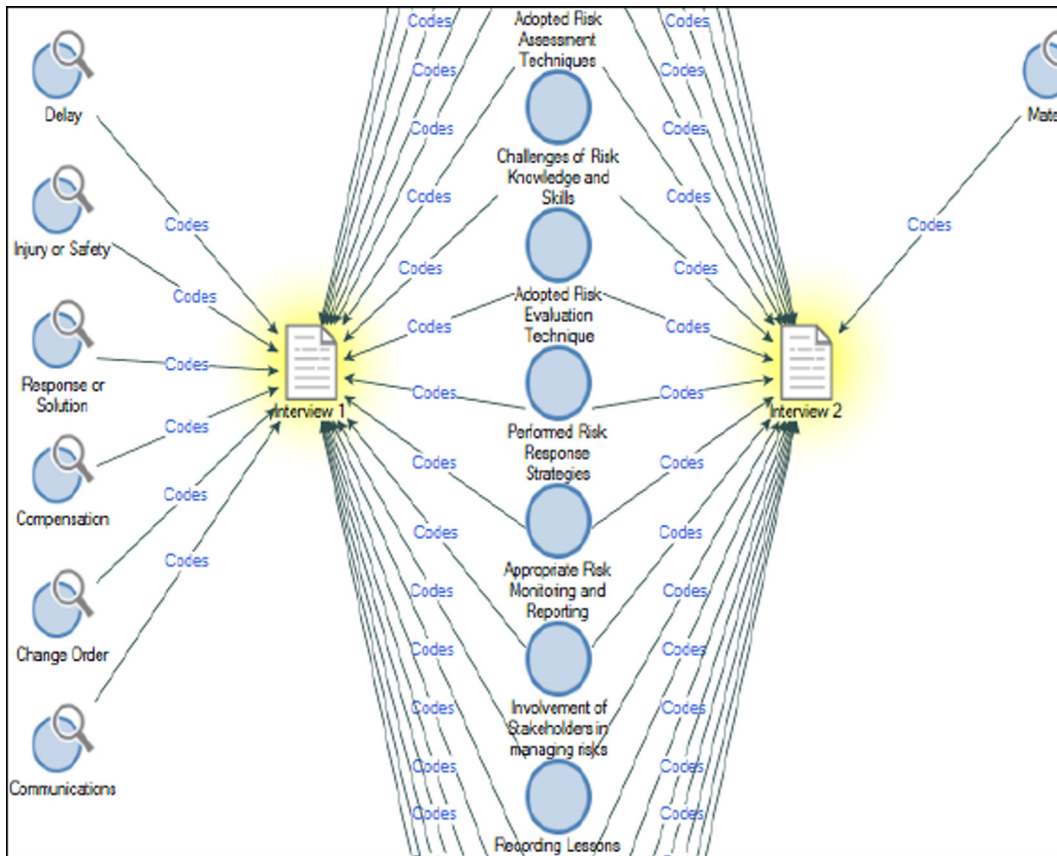 Codes
Adopted Risk
Assessment
Techniques
Codes
Codes
Codes
Delay
Mate
Codes
Codes
Challenges of Risk
Knowledge and
Skills
Codes
Codes
Codes
Codes
Injury or Safety
Codes
Codes
Codes
Adopted Risk
Evaluation
Technique
Codes
Codes
Codes
Response or
Solution
Codes
Codes
Codes
Interview 1
Interview 2
Performed Risk
Response
Strategies
Codes
Codes
Codes
Compensation
Codes
Codes
Codes
Appropriate Risk
Monitoring and
Reporting
Codes
Codes
Codes
Change Order
Codes
Codes
Involvement of
Stakeholders in
managing risks
Codes
Codes
Communications
Codes
Codes
Codes
Codes
Recording Lessons